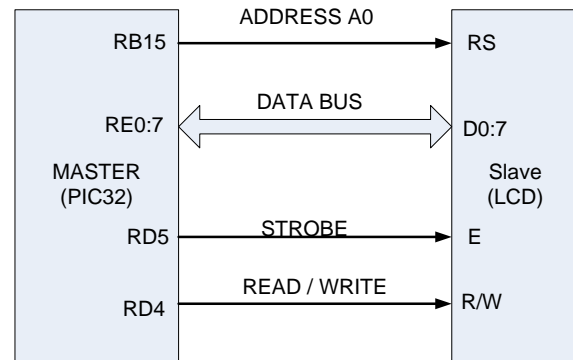 ADDRESS A0
RB15
RS
DATA BUS
RE0:7
D0:7
MASTER
(PIC32)
Slave
(LCD)
STROBE
RD5
E
READ / WRITE
RD4
R/W